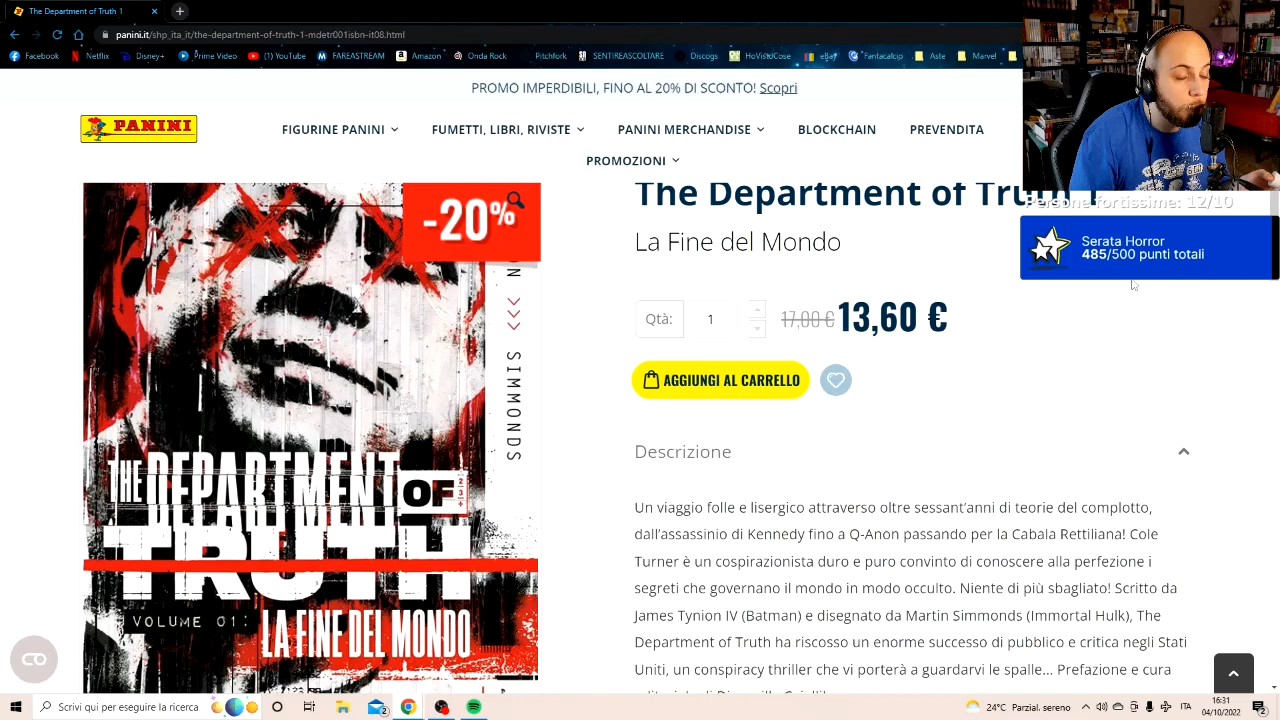 The Department of Truth 1
panini.it/shp_ita_it/the-department-of-truth-1-mdetr001isbn-it08.html
Facebook
Netflix
Disney+
Prime Video
(1) YouTube
FAREASTREAM
Amazon
Onda Rock
Pitchfork
SENTIREASCOLTARE
Discogs
HoVistoCose
eBay
Fantacalcio
Aste
Marvel
PROMO IMPERDIBILI, FINO AL 20% DI SCONTO! Scopri
PANINI
FIGURINE PANINI
FUMETTI, LIBRI, RIVISTE
PANINI MERCHANDISE
BLOCKCHAIN
PREVENDITA
PROMOZIONI
-20%
SIMMONDS
THE DEPARTMENT
OF
TRUTH
VOLUME 01:
LA FINE DEL MONDO
The Department of Truth 1
La Fine del Mondo
Persone fortissime: 12/10
Serata Horror
485/500 punti totali
Qtà:
1
17,00 €
13,60 €
AGGIUNGI AL CARRELLO
Descrizione
Un viaggio folle e lisergico attraverso oltre sessant’anni di teorie del complotto,
dall’assassinio di Kennedy fino a Q-Anon passando per la Cabala Rettiliana: Cole
Turner è un cospirazionista duro e puro convinto di conoscere alla perfezione i
segreti che governano il mondo in modo occulto. Niente di più sbagliato! Scritto da
James Tynion IV (Batman) e disegnato da Martin Simmonds (Immortal Hulk), The
Department of Truth ha riscosso un enorme successo di pubblico e critica negli Stati
Uniti, un conspiracy thriller che vi porterà a guardarvi le spalle... Prefazione e cura
Scrivi qui per eseguire la ricerca
24°C Parzial. sereno
ITA
16:31
04/10/2022